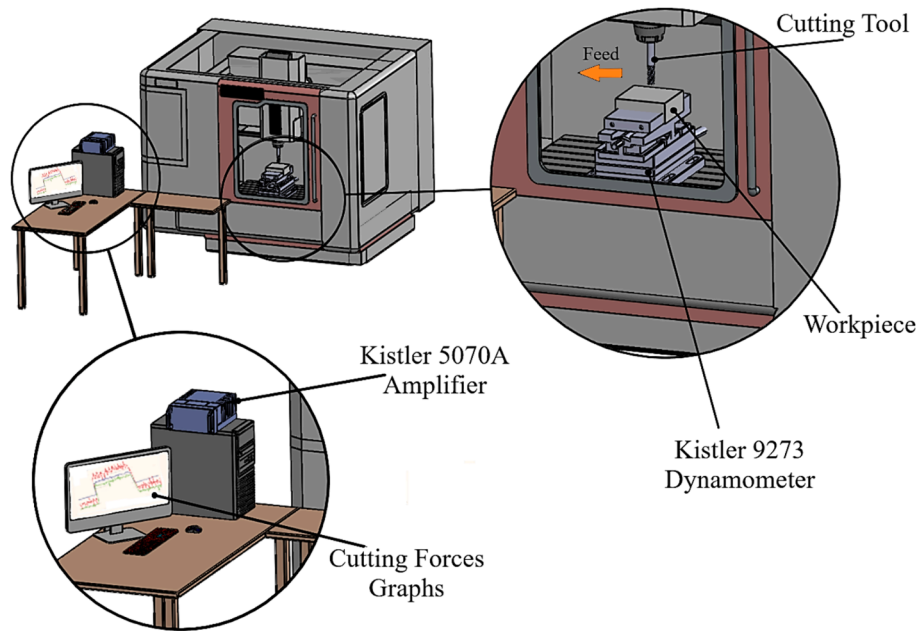 Cutting Tool
Feed
Workpiece
Kistler 5070A
Amplifier
Kistler 9273
Dynamometer
Cutting Forces
Graphs